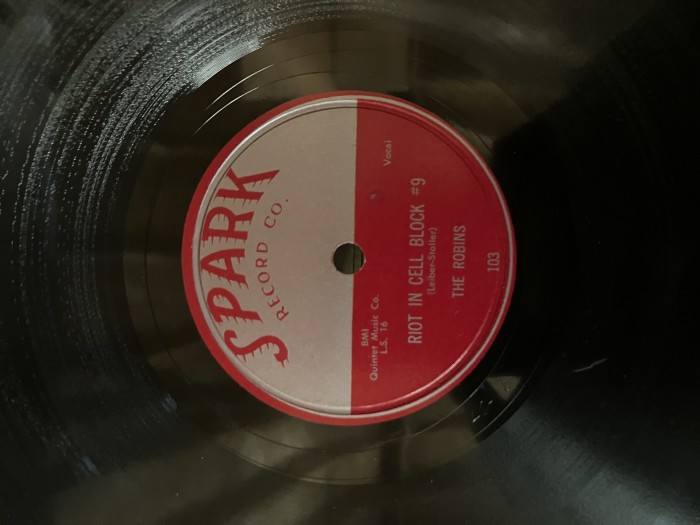 SPARK
RECORD CO.
Vocal
BMI
Quintet Music Co.
L.S. 16
RIOT IN CELL BLOCK #9
(Leiber-Stoller)
THE ROBINS
103